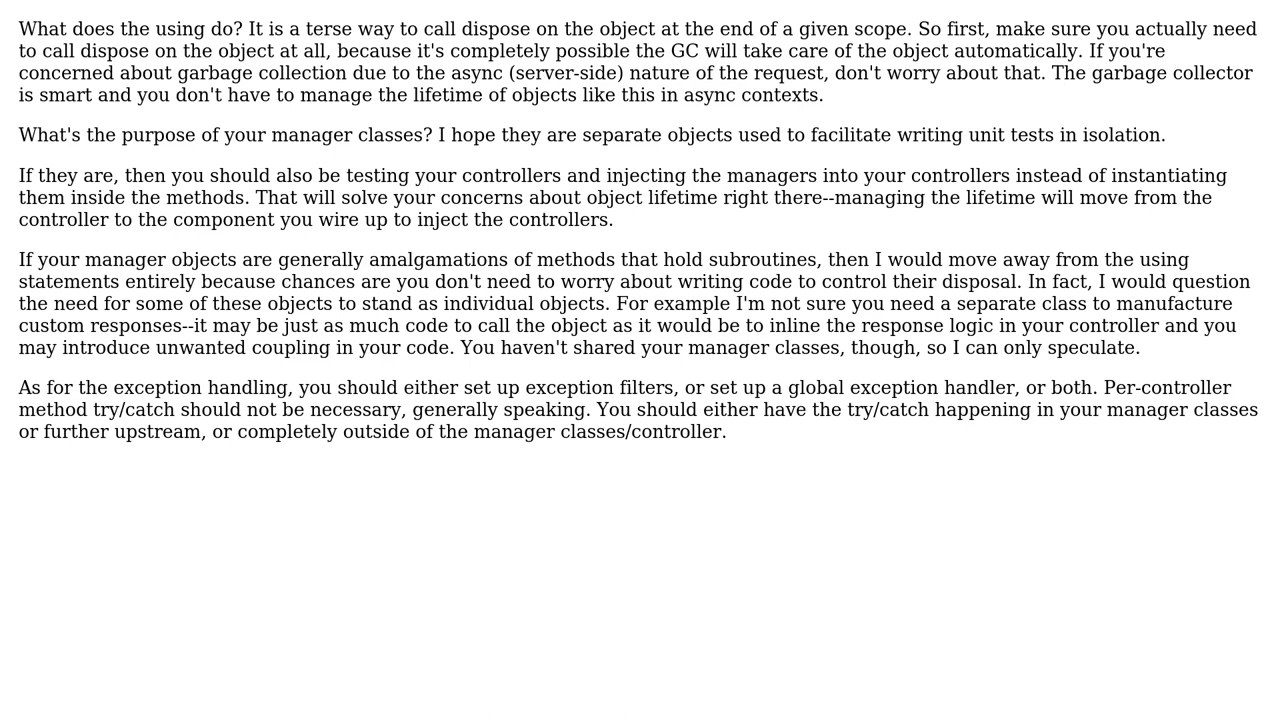 What does the using do? It is a terse way to call dispose on the object at the end of a given scope. So first, make sure you actually need
to call dispose on the object at all, because it's completely possible the GC will take care of the object automatically. If you're
concerned about garbage collection due to the async (server-side) nature of the request, don't worry about that. The garbage collector
is smart and you don't have to manage the lifetime of objects like this in async contexts.
What's the purpose of your manager classes? I hope they are separate objects used to facilitate writing unit tests in isolation.
If they are, then you should also be testing your controllers and injecting the managers into your controllers instead of instantiating
them inside the methods. That will solve your concerns about object lifetime right there--managing the lifetime will move from the
controller to the component you wire up to inject the controllers.
If your manager objects are generally amalgamations of methods that hold subroutines, then I would move away from the using
statements entirely because chances are you don't need to worry about writing code to control their disposal. In fact, I would question
the need for some of these objects to stand as individual objects. For example I'm not sure you need a separate class to manufacture
custom responses--it may be just as much code to call the object as it would be to inline the response logic in your controller and you
may introduce unwanted coupling in your code. You haven't shared your manager classes, though, so I can only speculate.
As for the exception handling, you should either set up exception filters, or set up a global exception handler, or both. Per-controller
method try/catch should not be necessary, generally speaking. You should either have the try/catch happening in your manager classes
or further upstream, or completely outside of the manager classes/controller.